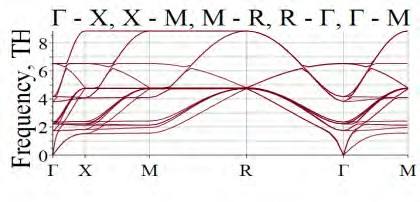 Γ - X, X - M, M - R, R - Γ, Γ - M
Frequency, TH
8
6
4
2
0
Γ X M R Γ M